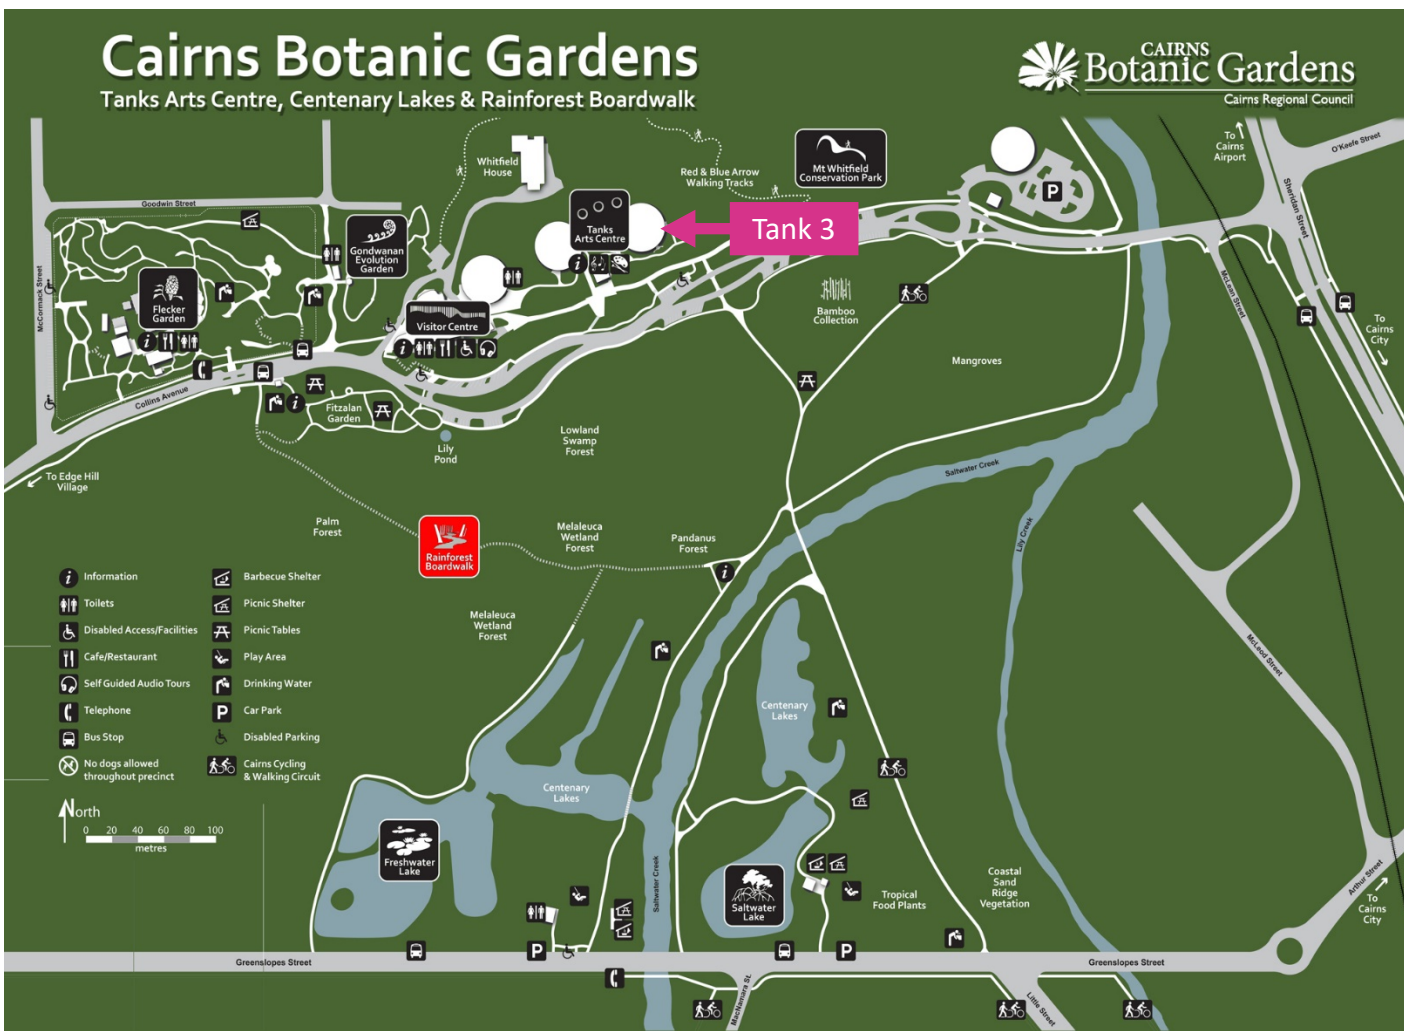 Cairns Botanic Gardens
Tanks Arts Centre, Centenary Lakes & Rainforest Boardwalk
CAIRNS
Botanic Gardens
Cairns Regional Council
To
Cairns
Airport
O'Keefe Street
Sheridan Street
Whitfield
House
Red & Blue Arrow
Walking Tracks
Mt Whitfield
Conservation Park
P
Goodwin Street
McCormack Street
Gondwanan
Evolution
Garden
Tanks
Arts Centre
Tank 3
McLean Street
Flecker
Garden
Visitor Centre
Bamboo
Collection
To
Cairns
City
Mangroves
Collins Avenue
Fitzalan
Garden
Lily
Pond
Lowland
Swamp
Forest
Saltwater Creek
To Edge Hill
Village
Palm
Forest
Rainforest
Boardwalk
Melaleuca
Wetland
Forest
Pandanus
Forest
Lily Creek
Melaleuca
Wetland
Forest
McLeod Street
i Information
Toilets
Disabled Access/Facilities
Cafe/Restaurant
Self Guided Audio Tours
Telephone
Bus Stop
No dogs allowed
throughout precinct
Barbecue Shelter
Picnic Shelter
Picnic Tables
Play Area
Drinking Water
P Car Park
Disabled Parking
Cairns Cycling
& Walking Circuit
North
0 20 40 60 80 100
metres
Centenary
Lakes
Centenary
Lakes
Freshwater
Lake
Saltwater Creek
Saltwater
Lake
Tropical
Food Plants
Coastal
Sand
Ridge
Vegetation
Arthur Street
To
Cairns
City
P
P
Greenslopes Street
Greenslopes Street
MacNamara St.
Little Street